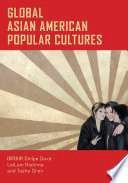 GLOBAL
ASIAN AMERICAN
POPULAR CULTURES
EDITED BY Shilpa Davé,
LeiLani Nishime,
and Tasha Oren